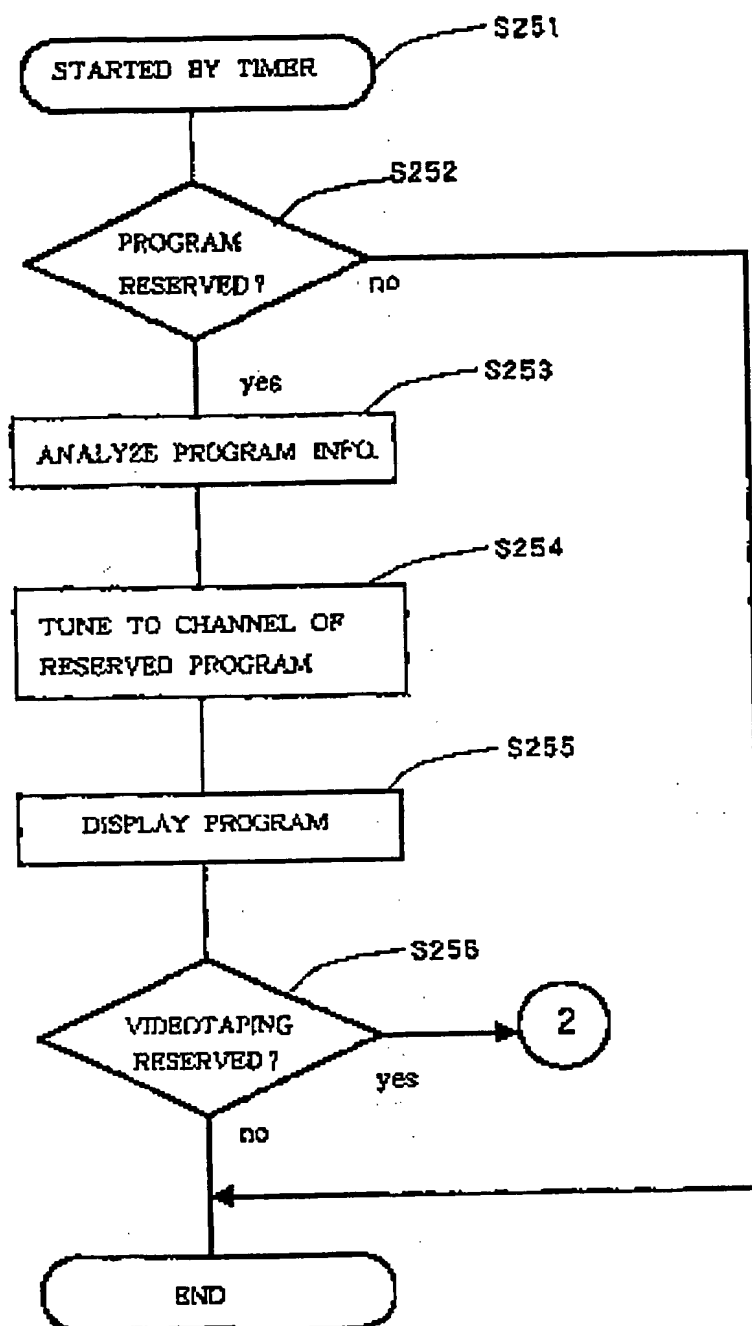 S251
STARTED BY TIMER
S252
PROGRAM
RESERVED?
no
yes
S253
ANALYZE PROGRAM INFO.
S254
TUNE TO CHANNEL OF
RESERVED PROGRAM
S255
DISPLAY PROGRAM
S256
VIDEOTAPING
RESERVED?
2
yes
no
END